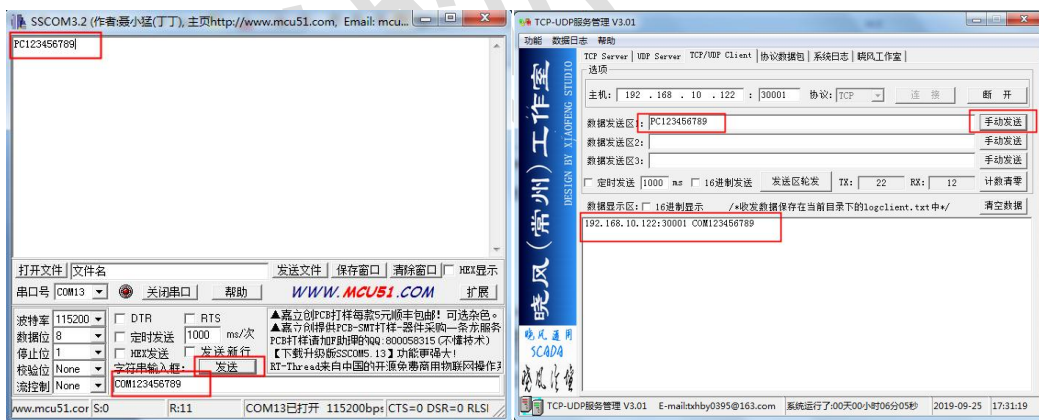 SSCOM3.2 (作者:聂小猛(丁丁), 主页http://www.mcu51.com, Email: mcu...
PC123456789
打开文件 文件名 发送文件 保存窗口 清除窗口 HEX显示
串口号 COM13 关闭串口 帮助 WWW.MCU51.COM 扩展
波特率 115200 DTR RTS
数据位 8 定时发送 1000 ms/次
停止位 1 HEX发送 发送新行
校验位 None 字符串输入框: 发送
流控制 None COM123456789
▲嘉立创PCB打样每款5元顺丰包邮! 可选杂色。
▲嘉立创提供PCB-SMT打样-器件采购一条龙服务
PCB打样请加 QQ:800058315(不懂技术)
【下载升级版SSCOM5.13】功能更强大!
RT-Thread来自中国的开源免费商用物联网操作
www.mcu51.cor S:0 R:11 COM13已打开 115200bps CTS=0 DSR=0 RLS
TCP-UDP服务管理 V3.01
功能 数据日志 帮助
TCP Server UDP Server TCP/UDP Client 协议数据包 系统日志 晓风工作室
选项
主机: 192 .168 . 10 .122 : 30001 协议: TCP 连 接 断 开
数据发送区1: PC123456789 手动发送
数据发送区2: 手动发送
数据发送区3: 手动发送
定时发送 1000 ms 16进制发送 发送区轮发 TX: 22 RX: 12 计数清零
数据显示区: 16进制显示 /*收发数据保存在当前目录下的logclient.txt中*/ 清空数据
192.168.10.122:30001 COM123456789
晓风(常州)工作室
DESIGN BY XIAOFENG STUDIO
晓风通用
SCADA
TCP-UDP服务管理 V3.01 E-mail:txhby0395@163.com 系统运行了:00天00小时06分05秒 2019-09-25 17:31:19